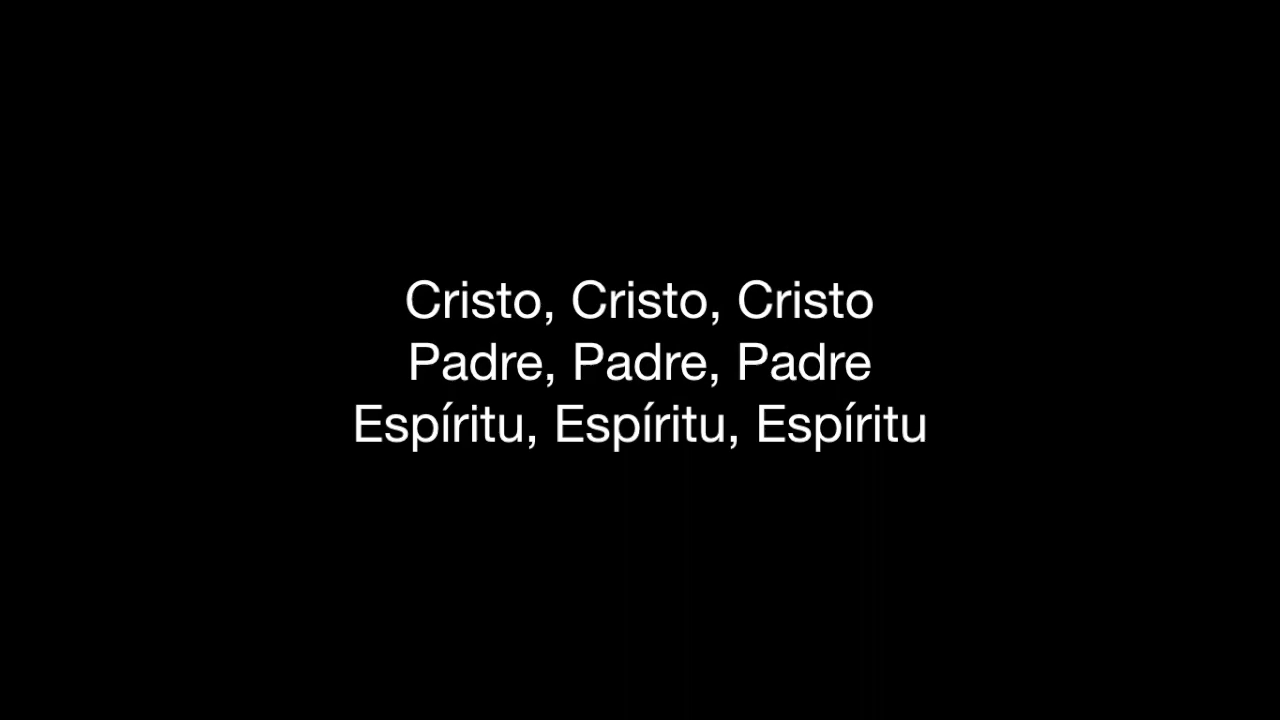 Cristo, Cristo, Cristo
Padre, Padre, Padre
Espíritu, Espíritu, Espíritu